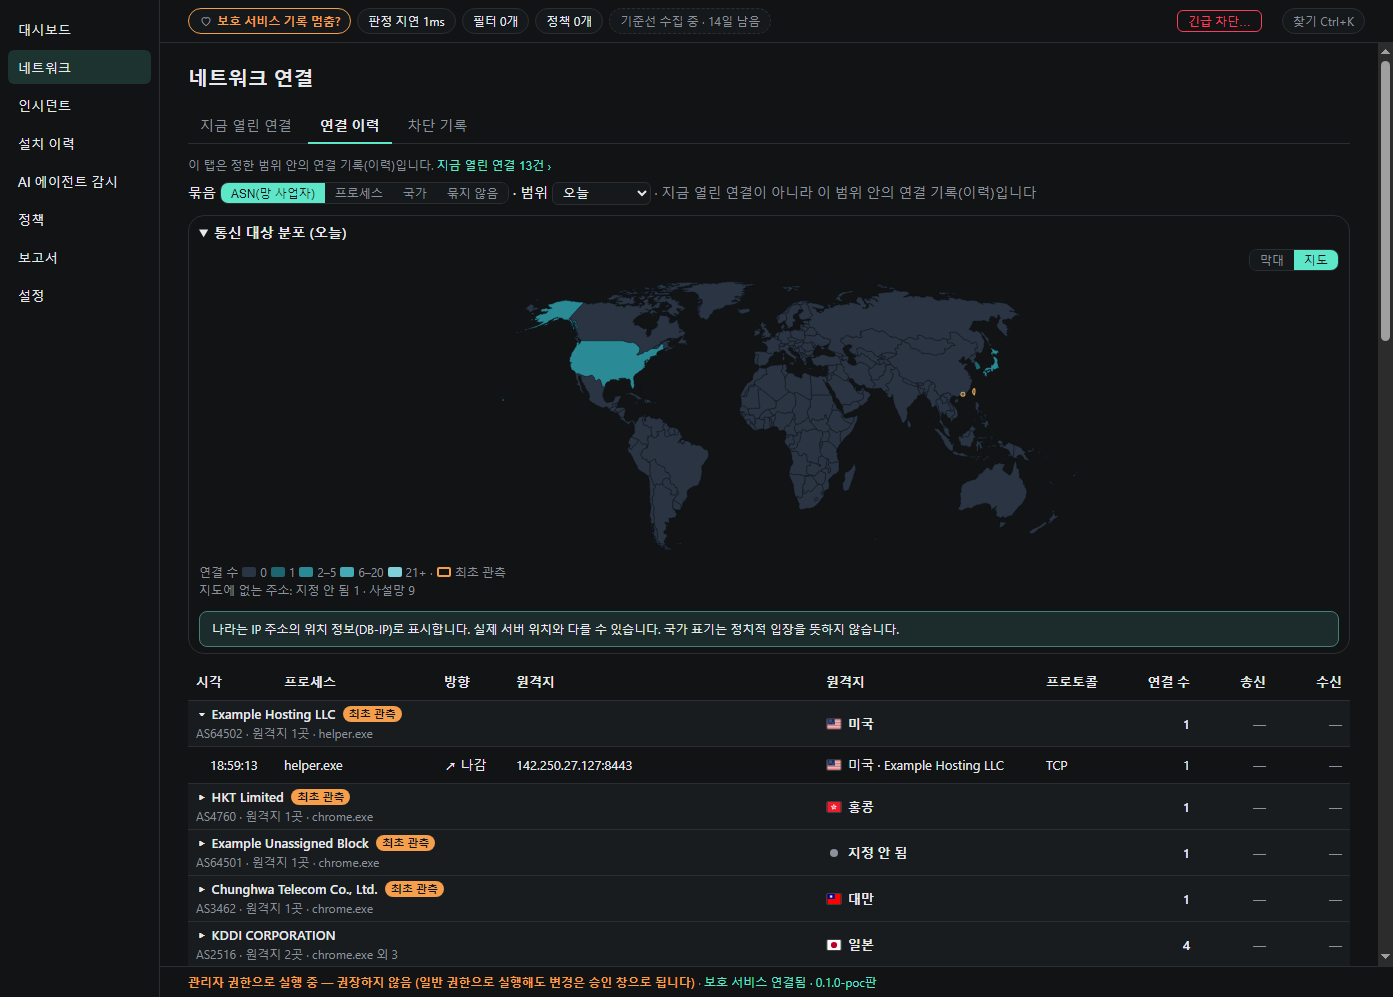 대시보드
네트워크
인시던트
설치 이력
AI 에이전트 감시
정책
보고서
설정
♡ 보호 서비스 기록 멈춤?
판정 지연 1ms
필터 0개
정책 0개
기준선 수집 중 · 14일 남음
긴급 차단...
찾기 Ctrl+K
네트워크 연결
지금 열린 연결
연결 이력
차단 기록
이 탭은 정한 범위 안의 연결 기록(이력)입니다. 지금 열린 연결 13건 ›
묶음 ASN(망 사업자) 프로세스 국가 묶지 않음 · 범위 오늘 · 지금 열린 연결이 아니라 이 범위 안의 연결 기록(이력)입니다
▼ 통신 대상 분포 (오늘)
막대 지도
연결 수 0 1 2–5 6–20 21+ · 최초 관측
지도에 없는 주소: 지정 안 됨 1 · 사설망 9
나라는 IP 주소의 위치 정보(DB-IP)로 표시합니다. 실제 서버 위치와 다를 수 있습니다. 국가 표기는 정치적 입장을 뜻하지 않습니다.
시각 프로세스 방향 원격지 원격지 프로토콜 연결 수 송신 수신
▾ Example Hosting LLC 최초 관측
AS64502 · 원격지 1곳 · helper.exe
미국 1 — —
18:59:13 helper.exe ↗ 나감 142.250.27.127:8443 미국 · Example Hosting LLC TCP 1 — —
▸ HKT Limited 최초 관측
AS4760 · 원격지 1곳 · chrome.exe
홍콩 1 — —
▸ Example Unassigned Block 최초 관측
AS64501 · 원격지 1곳 · chrome.exe
지정 안 됨 1 — —
▸ Chunghwa Telecom Co., Ltd. 최초 관측
AS3462 · 원격지 1곳 · chrome.exe
대만 1 — —
▸ KDDI CORPORATION
AS2516 · 원격지 2곳 · chrome.exe 외 3
일본 4 — —
관리자 권한으로 실행 중 — 권장하지 않음 (일반 권한으로 실행해도 변경은 승인 창으로 됩니다) · 보호 서비스 연결됨 · 0.1.0-poc판